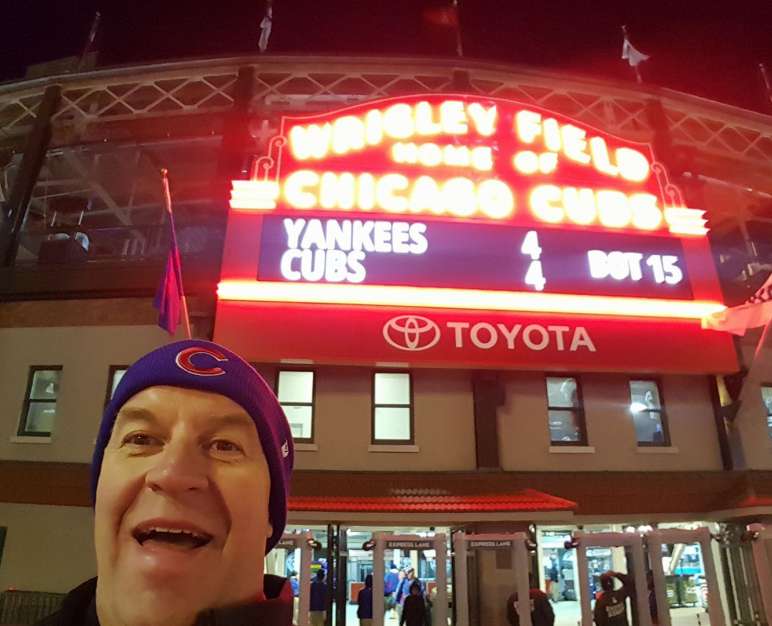 WRIGLEY FIELD
HOME OF
CHICAGO CUBS
YANKEES 4
CUBS 4 BOT 15
TOYOTA
C
EXPRESS LANE
EXPRESS LANE